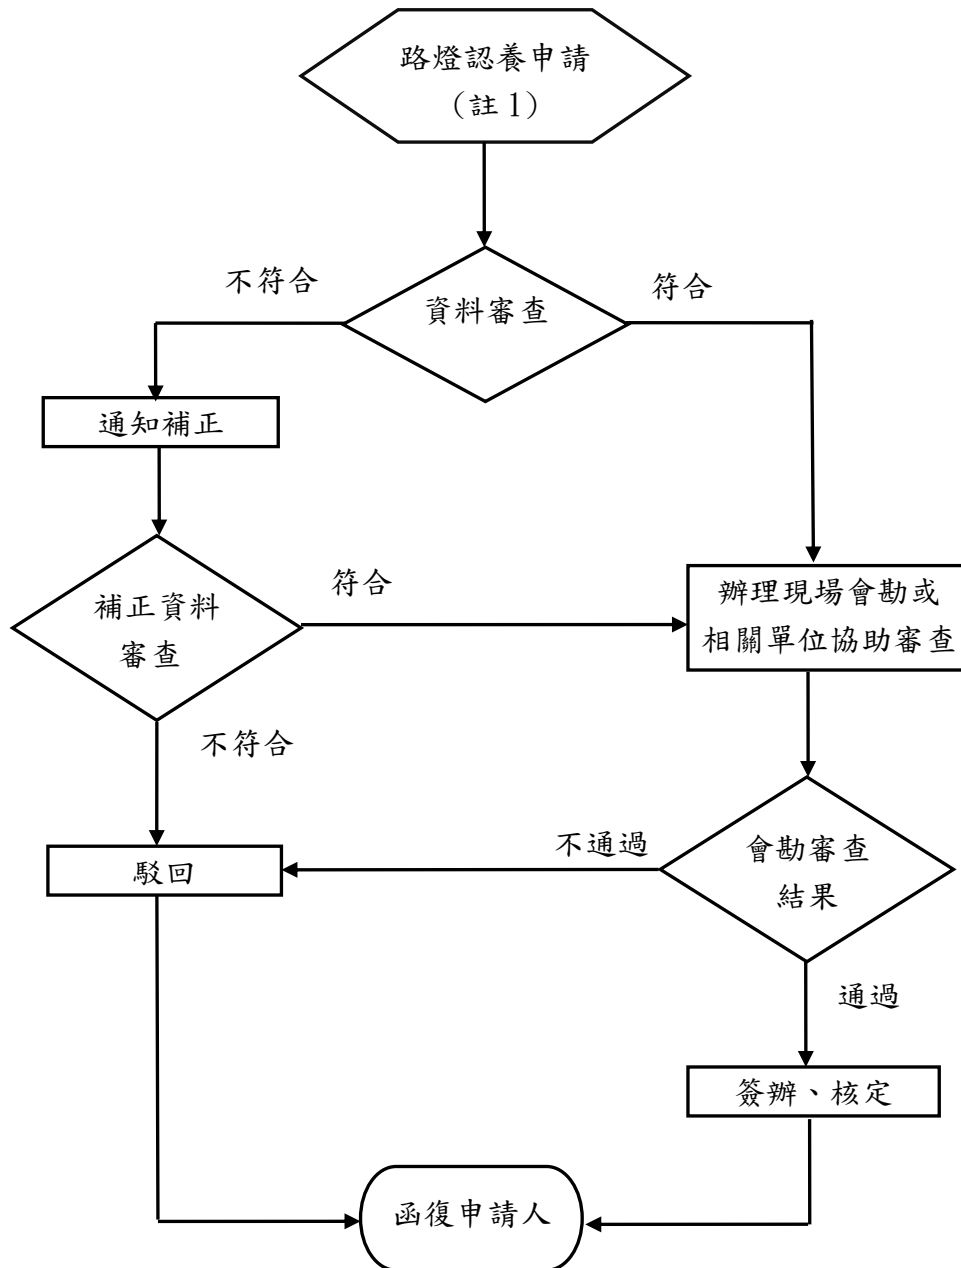 路燈認養申請
(註1)
不符合
資料審查
符合
通知補正
補正資料
審查
符合
辦理現場會勘或
相關單位協助審查
不符合
駁回
不通過
會勘審查
結果
通過
簽辦、核定
函復申請人